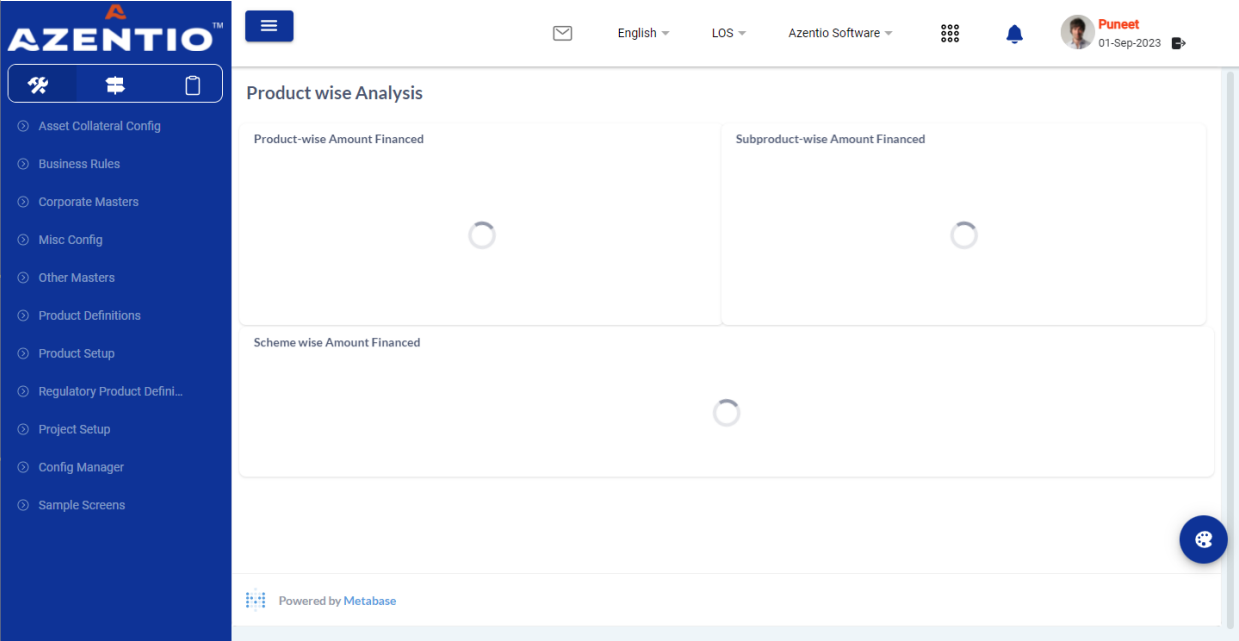 AZENTIO™
English
LOS
Azentio Software
Puneet
01-Sep-2023
Asset Collateral Config
Business Rules
Corporate Masters
Misc Config
Other Masters
Product Definitions
Product Setup
Regulatory Product Defini...
Project Setup
Config Manager
Sample Screens
Product wise Analysis
Product-wise Amount Financed
Subproduct-wise Amount Financed
Scheme wise Amount Financed
Powered by Metabase